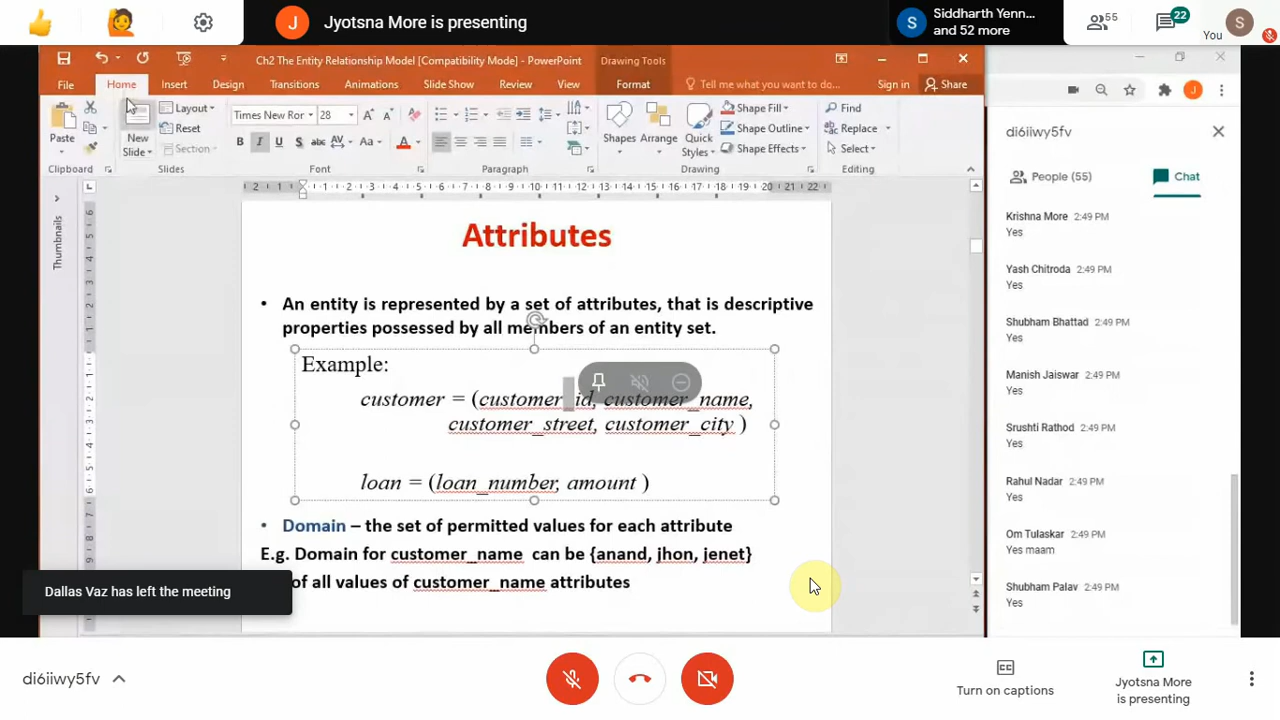 J
Jyotsna More is presenting
S
Siddharth Yenn...
and 52 more
55
22
You
S
Ch2 The Entity Relationship Model [Compatibility Mode] - PowerPoint
Drawing Tools
File
Home
Insert
Design
Transitions
Animations
Slide Show
Review
View
Format
Tell me what you want to do...
Sign in
Share
Paste
Clipboard
New
Slide
Layout
Reset
Section
Slides
Times New Ror
28
B I U S abc AV Aa A
Font
Paragraph
Shapes
Arrange
Quick
Styles
Shape Fill
Shape Outline
Shape Effects
Drawing
Find
Replace
Select
Editing
Thumbnails
Attributes
• An entity is represented by a set of attributes, that is descriptive
properties possessed by all members of an entity set.
Example:
customer = (customer_id, customer_name,
customer_street, customer_city )
loan = (loan_number, amount )
• Domain – the set of permitted values for each attribute
E.g. Domain for customer_name can be {anand, jhon, jenet}
of all values of customer_name attributes
Dallas Vaz has left the meeting
J
di6iiwy5fv
People (55)
Chat
Krishna More 2:49 PM
Yes
Yash Chitroda 2:49 PM
Yes
Shubham Bhattad 2:49 PM
Yes
Manish Jaiswar 2:49 PM
Yes
Srushti Rathod 2:49 PM
Yes
Rahul Nadar 2:49 PM
Yes
Om Tulaskar 2:49 PM
Yes maam
Shubham Palav 2:49 PM
Yes
di6iiwy5fv
Turn on captions
Jyotsna More
is presenting